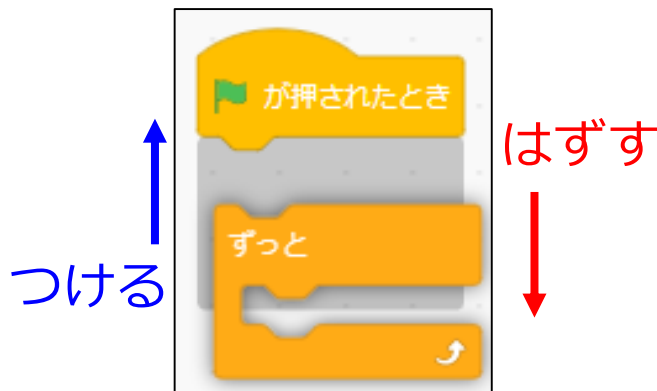 が押されたとき
はずす
ずっと
つける